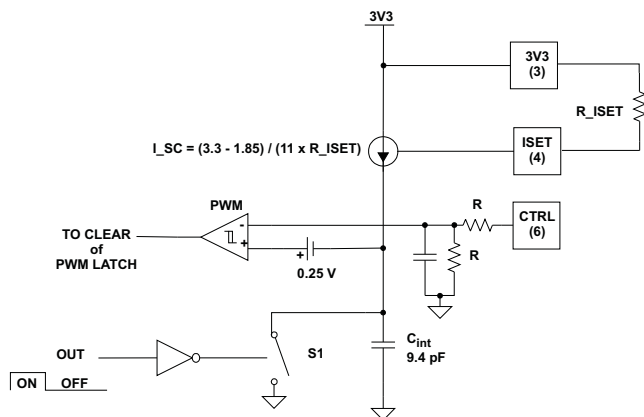 3V3
3V3
(3)
R_ISET
I_SC = (3.3 - 1.85) / (11 x R_ISET)
ISET
(4)
PWM
R
CTRL
(6)
-
+
TO CLEAR
of
PWM LATCH
+
0.25 V
R
OUT
S1
Cint
9.4 pF
ON OFF